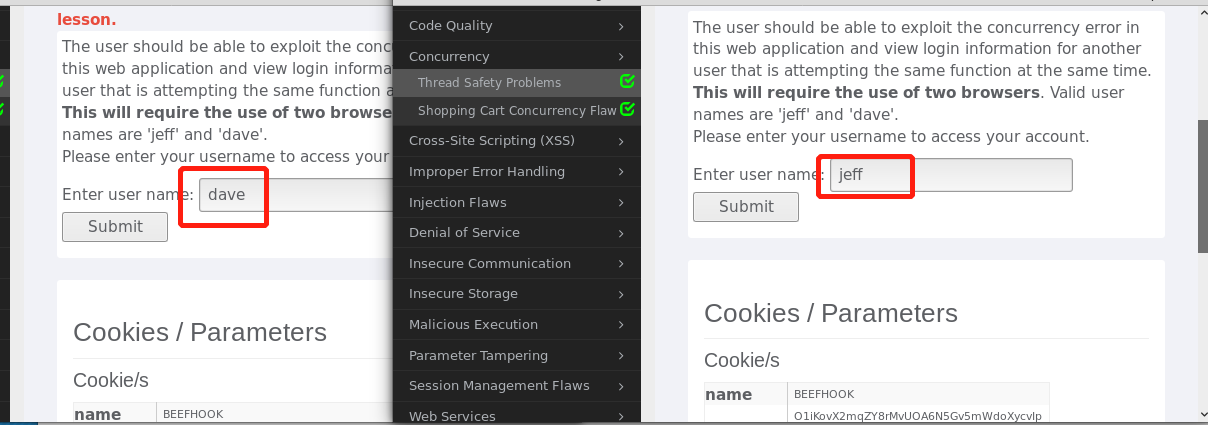 lesson.
The user should be able to exploit the conc
this web application and view login informa
user that is attempting the same function a
This will require the use of two browse
names are 'jeff' and 'dave'.
Please enter your username to access your
Enter user name: dave
Submit
Cookies / Parameters
Cookie/s
name BEEFHOOK
Code Quality
Concurrency
Thread Safety Problems
Shopping Cart Concurrency Flaw
Cross-Site Scripting (XSS)
Improper Error Handling
Injection Flaws
Denial of Service
Insecure Communication
Insecure Storage
Malicious Execution
Parameter Tampering
Session Management Flaws
Web Services
The user should be able to exploit the concurrency error in
this web application and view login information for another
user that is attempting the same function at the same time.
This will require the use of two browsers. Valid user
names are 'jeff' and 'dave'.
Please enter your username to access your account.
Enter user name: jeff
Submit
Cookies / Parameters
Cookie/s
name BEEFHOOK
O1iKovX2mqZY8rMvUOA6N5Gv5mWdoXycvIp